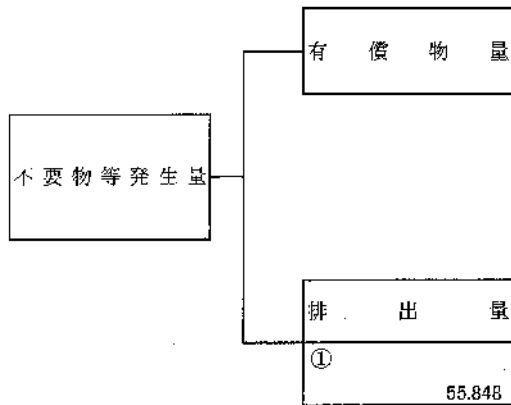 有償物量
不要物等発生量
排出量
①
55.848